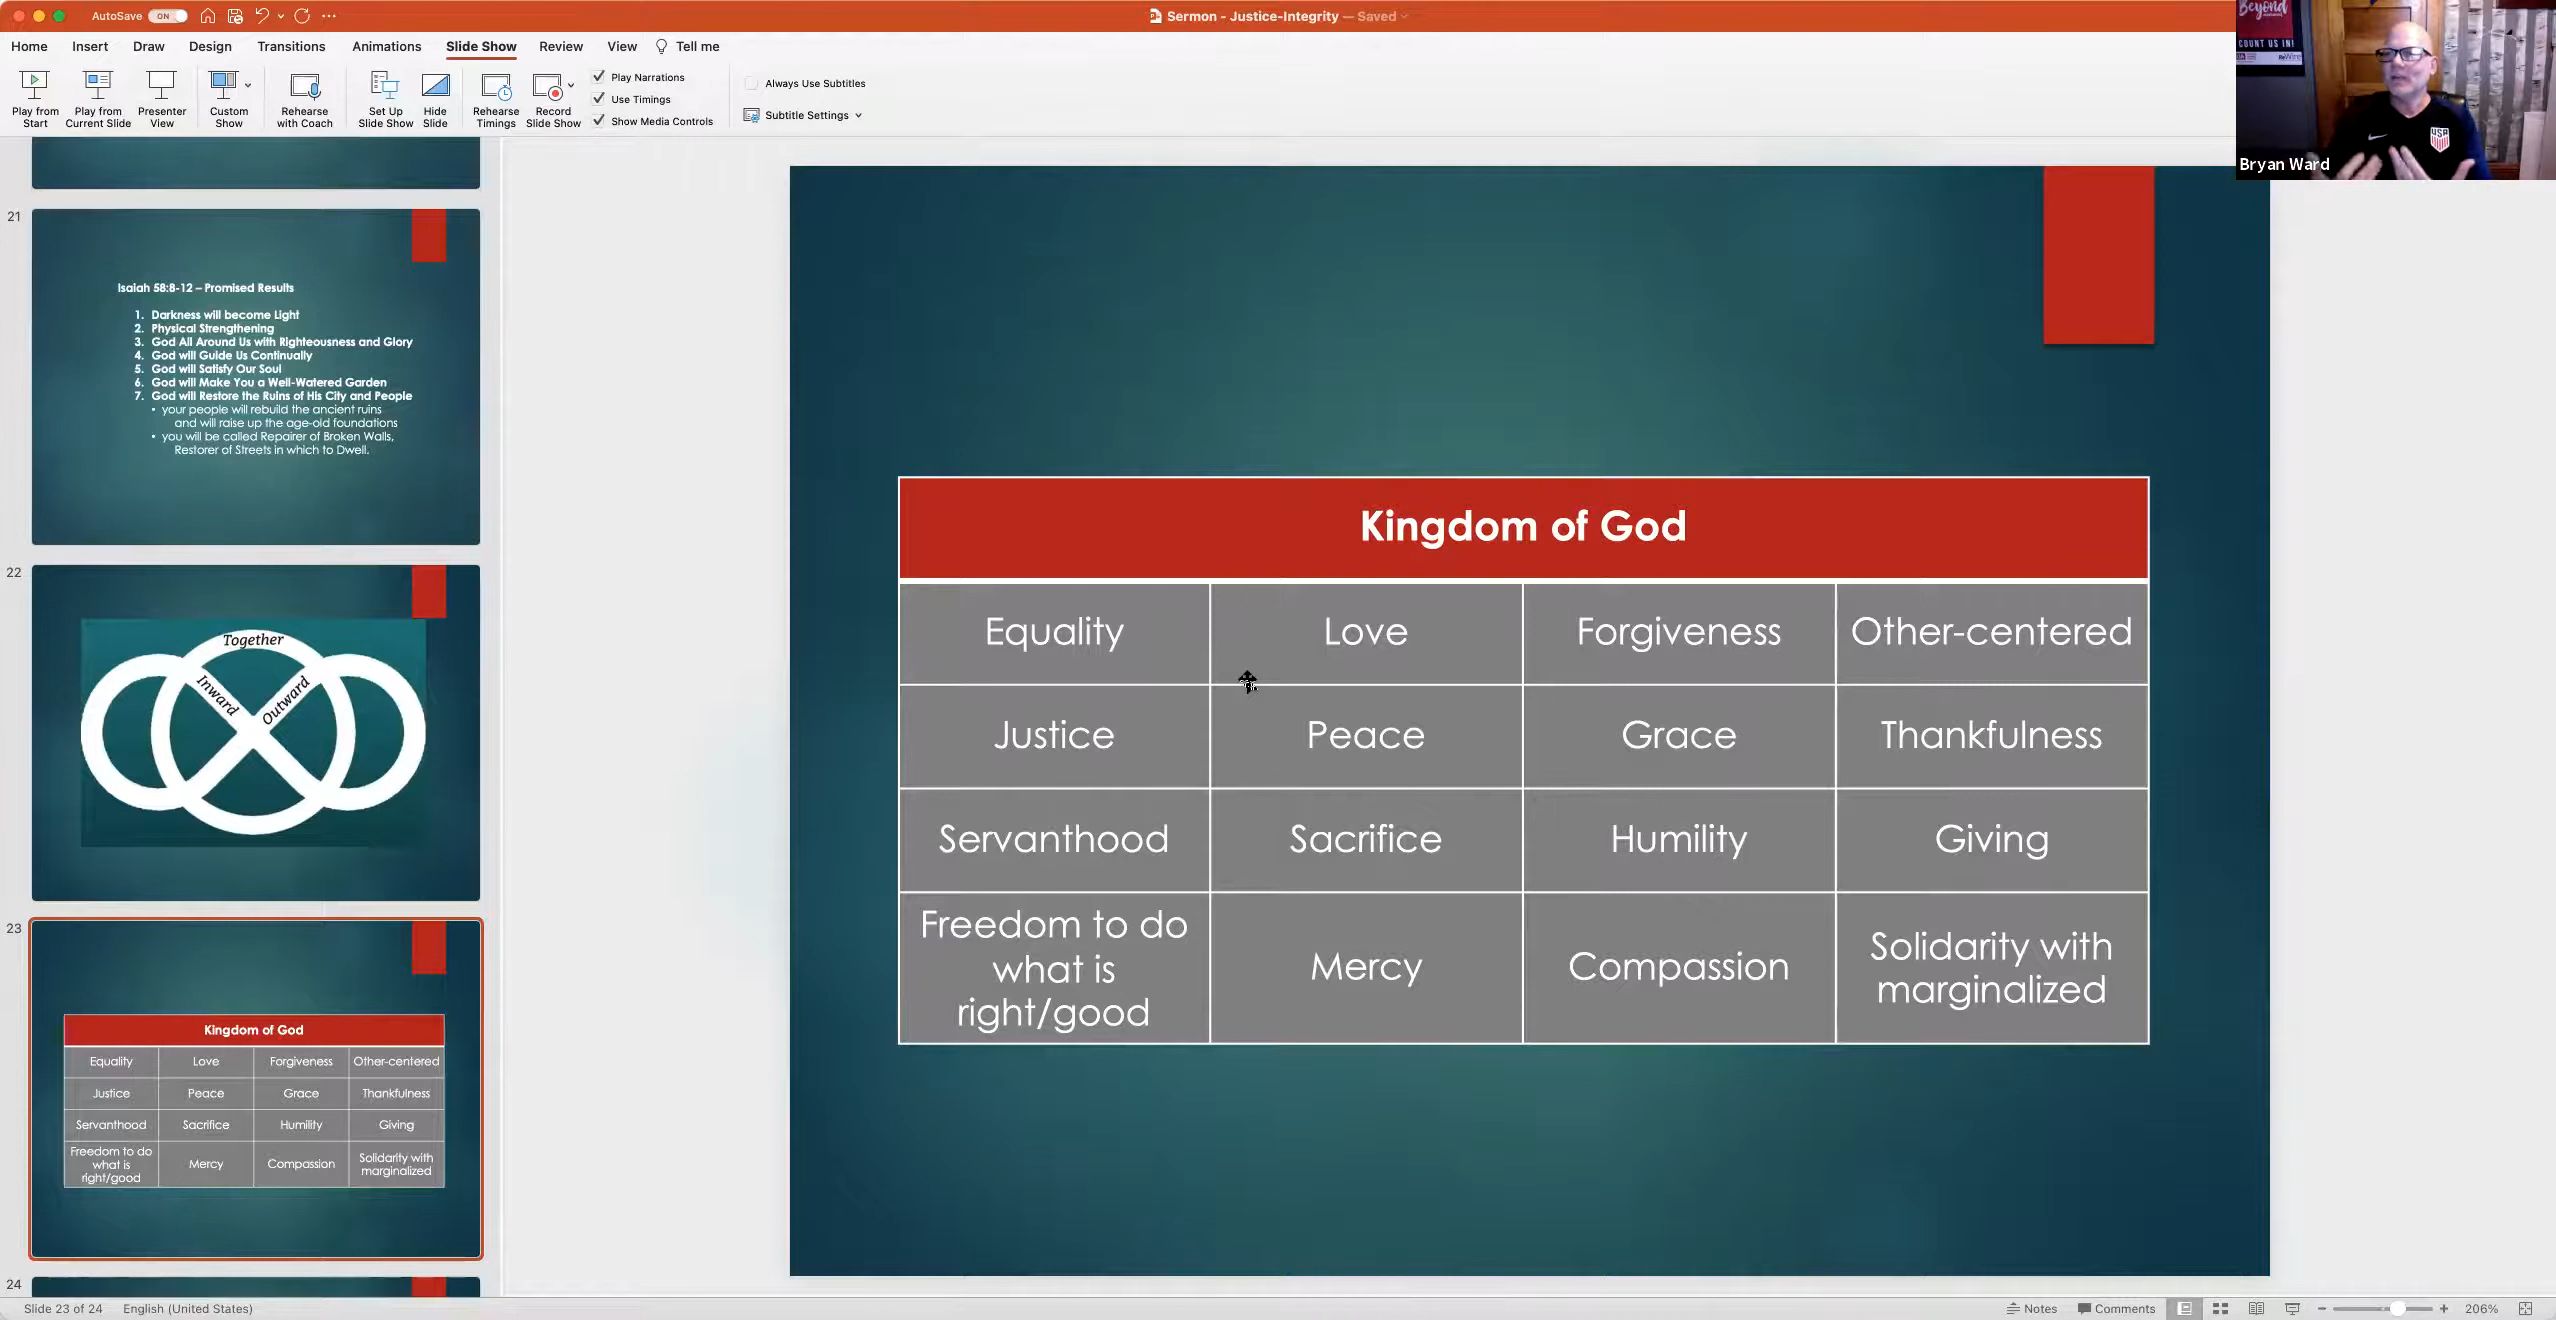 AutoSave ON
Sermon - Justice-Integrity — Saved
Home Insert Draw Design Transitions Animations Slide Show Review View Tell me
Play from Start
Play from Current Slide
Presenter View
Custom Show
Rehearse with Coach
Set Up Slide Show
Hide Slide
Rehearse Timings
Record Slide Show
Play Narrations
Use Timings
Show Media Controls
Always Use Subtitles
Subtitle Settings
Beyond
COUNT US IN!
USA
Bryan Ward
21
Isaiah 58:8-12 – Promised Results
1. Darkness will become Light
2. Physical Strengthening
3. God All Around Us with Righteousness and Glory
4. God will Guide Us Continually
5. God will Satisfy Our Soul
6. God will Make You a Well-Watered Garden
7. God will Restore the Ruins of His City and People
• your people will rebuild the ancient ruins
and will raise up the age-old foundations
• you will be called Repairer of Broken Walls,
Restorer of Streets in which to Dwell.
22
Together
Inward
Outward
23
Kingdom of God
Equality Love Forgiveness Other-centered
Justice Peace Grace Thankfulness
Servanthood Sacrifice Humility Giving
Freedom to do
what is
right/good
Mercy
Compassion
Solidarity with
marginalized
24
Kingdom of God
Equality Love Forgiveness Other-centered
Justice Peace Grace Thankfulness
Servanthood Sacrifice Humility Giving
Freedom to do
what is
right/good
Mercy
Compassion
Solidarity with
marginalized
Slide 23 of 24 English (United States)
Notes Comments 206%